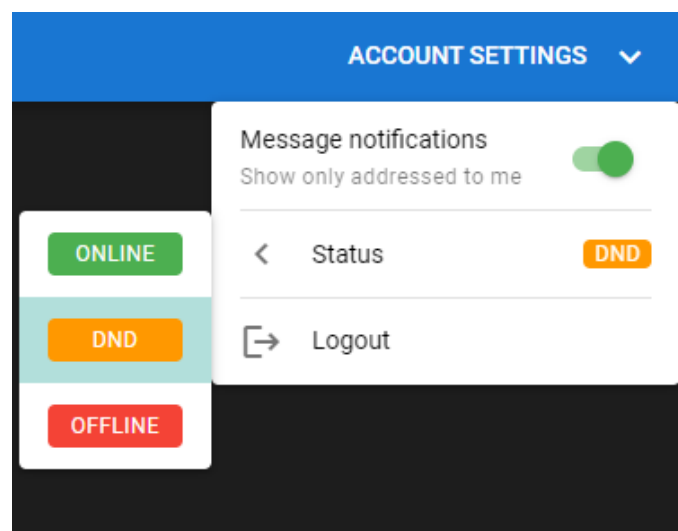 ACCOUNT SETTINGS
Message notifications
Show only addressed to me
Status DND
Logout
ONLINE
DND
OFFLINE